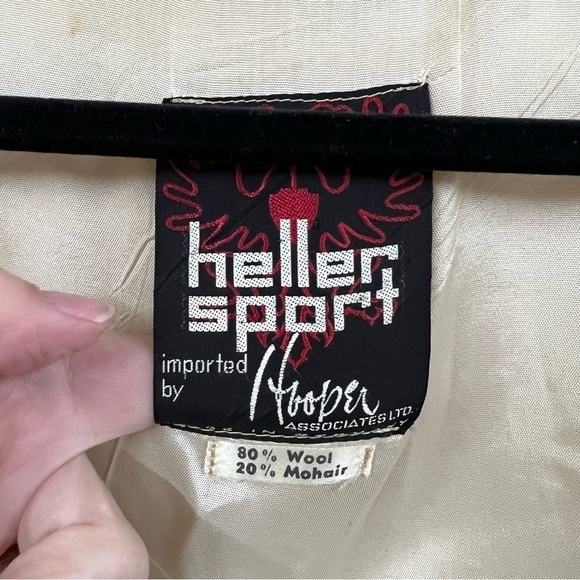 heller
sport
imported
by
Hooper
ASSOCIATES LTD.
80% Wool
20% Mohair